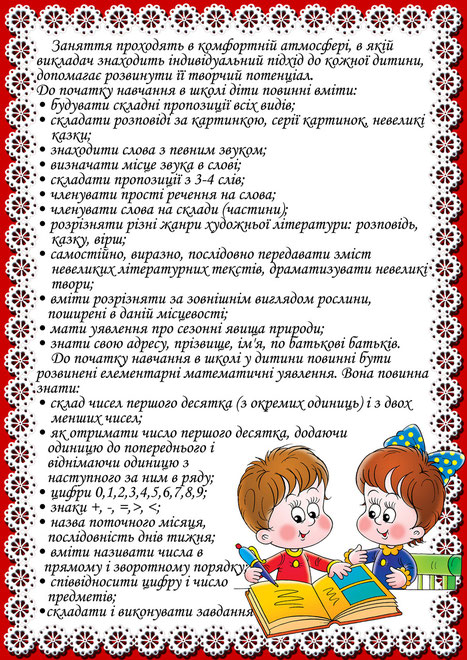 Заняття проходять в комфортній атмосфері, в якій
викладач знаходить індивідуальний підхід до кожної дитини,
допомагає розвинути її творчий потенціал.
До початку навчання в школі діти повинні вміти:
• будувати складні пропозиції всіх видів;
• складати розповіді за картинкою, серії картинок, невеликі
казки;
• знаходити слова з певним звуком;
• визначати місце звука в слові;
• складати пропозиції з 3-4 слів;
• членувати прості речення на слова;
• членувати слова на склади (частини);
• розрізняти різні жанри художньої літератури: розповідь,
казку, вірш;
• самостійно, виразно, послідовно передавати зміст
невеликих літературних текстів, драматизувати невеликі
твори;
• вміти розрізняти за зовнішнім виглядом рослини,
поширені в даній місцевості;
• мати уявлення про сезонні явища природи;
• знати свою адресу, прізвище, ім'я, по батькові батьків.
До початку навчання в школі у дитини повинні бути
розвинені елементарні математичні уявлення. Вона повинна
знати:
• склад чисел першого десятка (з окремих одиниць) і з двох
менших чисел;
• як отримати число першого десятка, додаючи
одиницю до попереднього і
віднімаючи одиницю з
наступного за ним в ряду;
• цифри 0,1,2,3,4,5,6,7,8,9;
• знаки +, -, =, >, <;
• назва поточного місяця,
послідовність днів тижня;
• вміти називати числа в
прямому і зворотному порядку;
• співвідносити цифру і число
предметів;
•складати і виконувати завдання